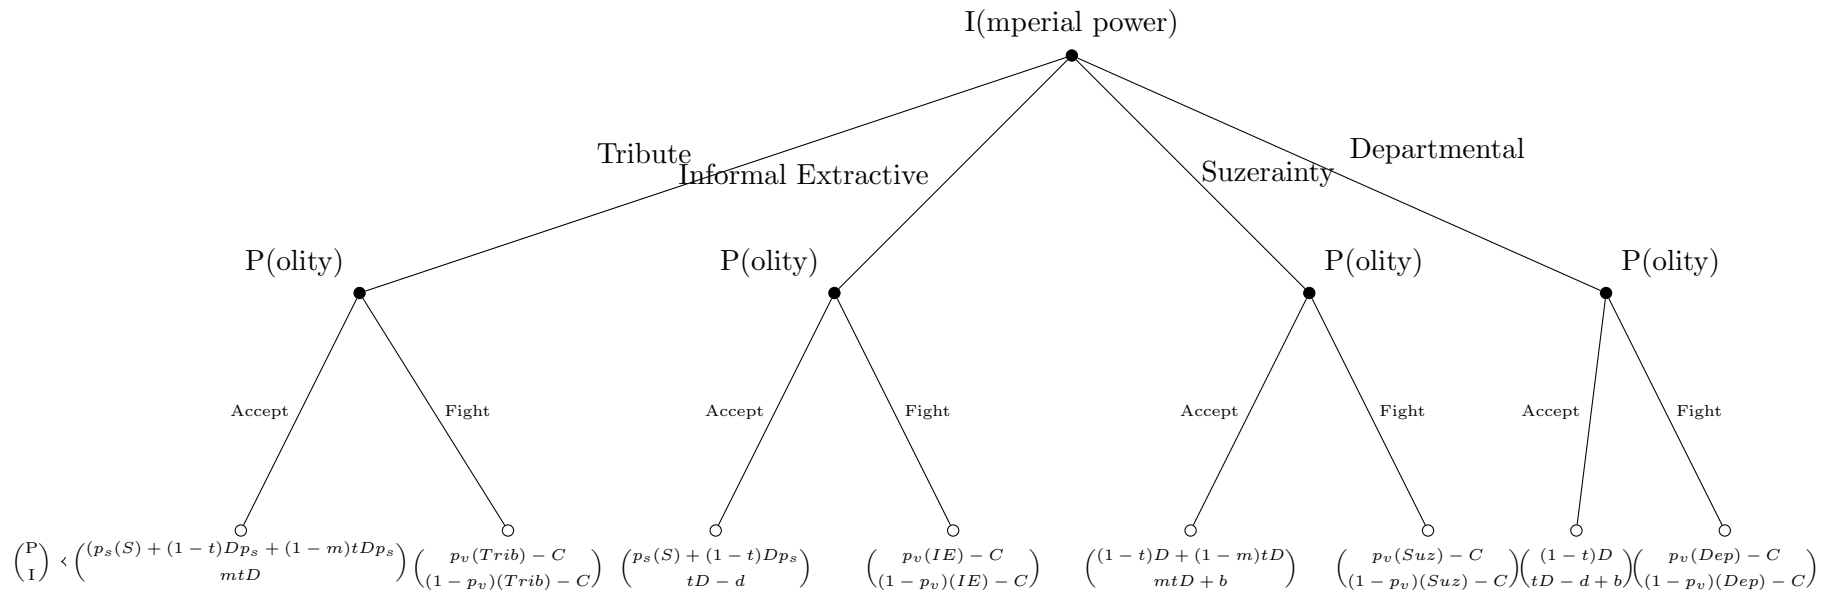 I(mperial power)
Tribute
Informal Extractive
Suzerainty
Departmental
P(olity)
P(olity)
P(olity)
P(olity)
Accept
Fight
Accept
Fight
Accept
Fight
Accept
Fight
(P I) ‹ ((p_s(S) + (1 − t)Dp_s + (1 − m)tDp_s
mtD)
(p_v(Trib) − C
(1 − p_v)(Trib) − C)
(p_s(S) + (1 − t)Dp_s
tD − d)
(p_v(IE) − C
(1 − p_v)(IE) − C)
((1 − t)D + (1 − m)tD
mtD + b)
(p_v(Suz) − C
(1 − p_v)(Suz) − C)
((1 − t)D
tD − d + b)
(p_v(Dep) − C
(1 − p_v)(Dep) − C)